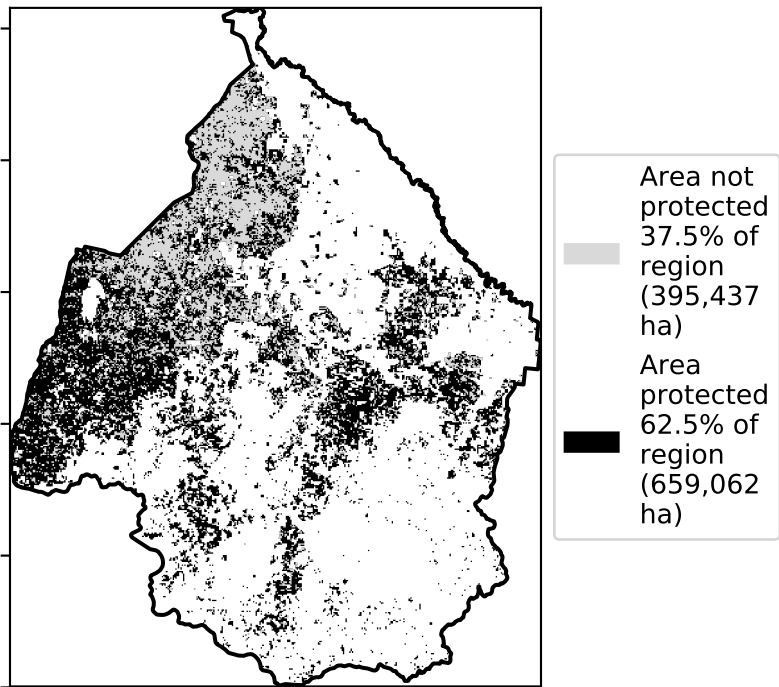 Area not
protected
37.5% of
region
(395,437
ha)
Area
protected
62.5% of
region
(659,062
ha)